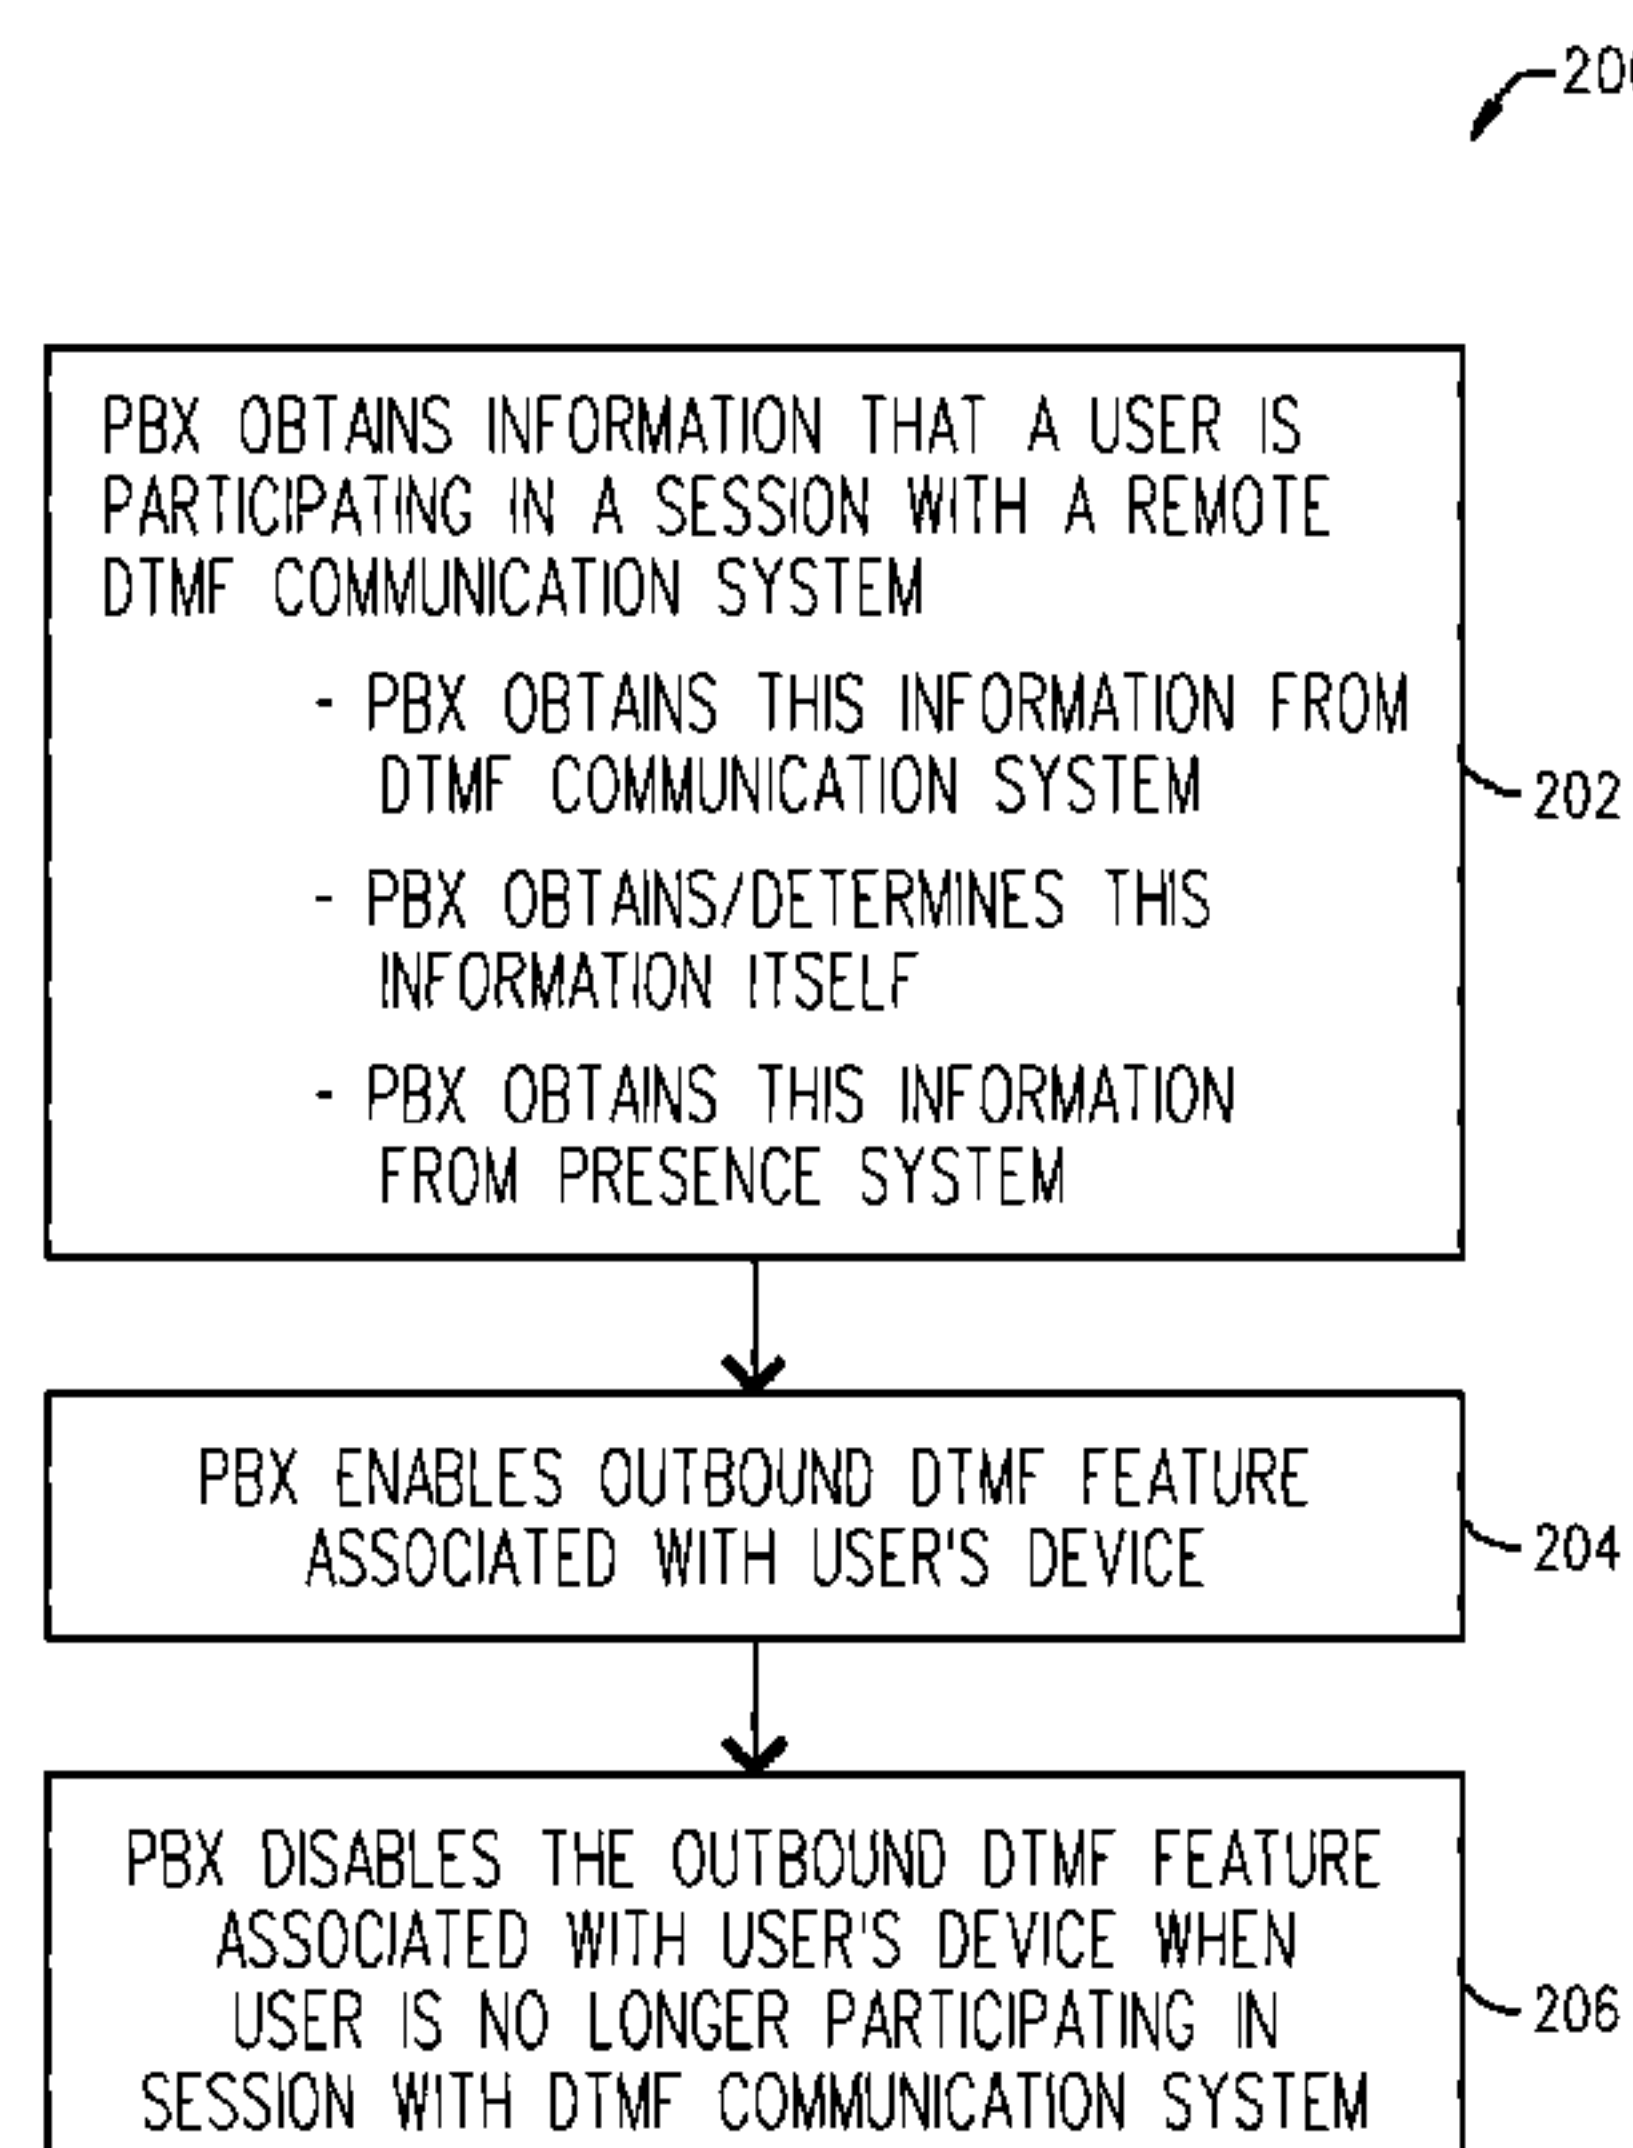 PBX OBTAINS INFORMATION THAT A USER IS
PARTICIPATING IN A SESSION WITH A REMOTE
DTMF COMMUNICATION SYSTEM
- PBX OBTAINS THIS INFORMATION FROM
DTMF COMMUNICATION SYSTEM
- PBX OBTAINS/DETERMINES THIS
INFORMATION ITSELF
- PBX OBTAINS THIS INFORMATION
FROM PRESENCE SYSTEM
202
PBX ENABLES OUTBOUND DTMF FEATURE
ASSOCIATED WITH USER'S DEVICE
204
PBX DISABLES THE OUTBOUND DTMF FEATURE
ASSOCIATED WITH USER'S DEVICE WHEN
USER IS NO LONGER PARTICIPATING IN
SESSION WITH DTMF COMMUNICATION SYSTEM
206